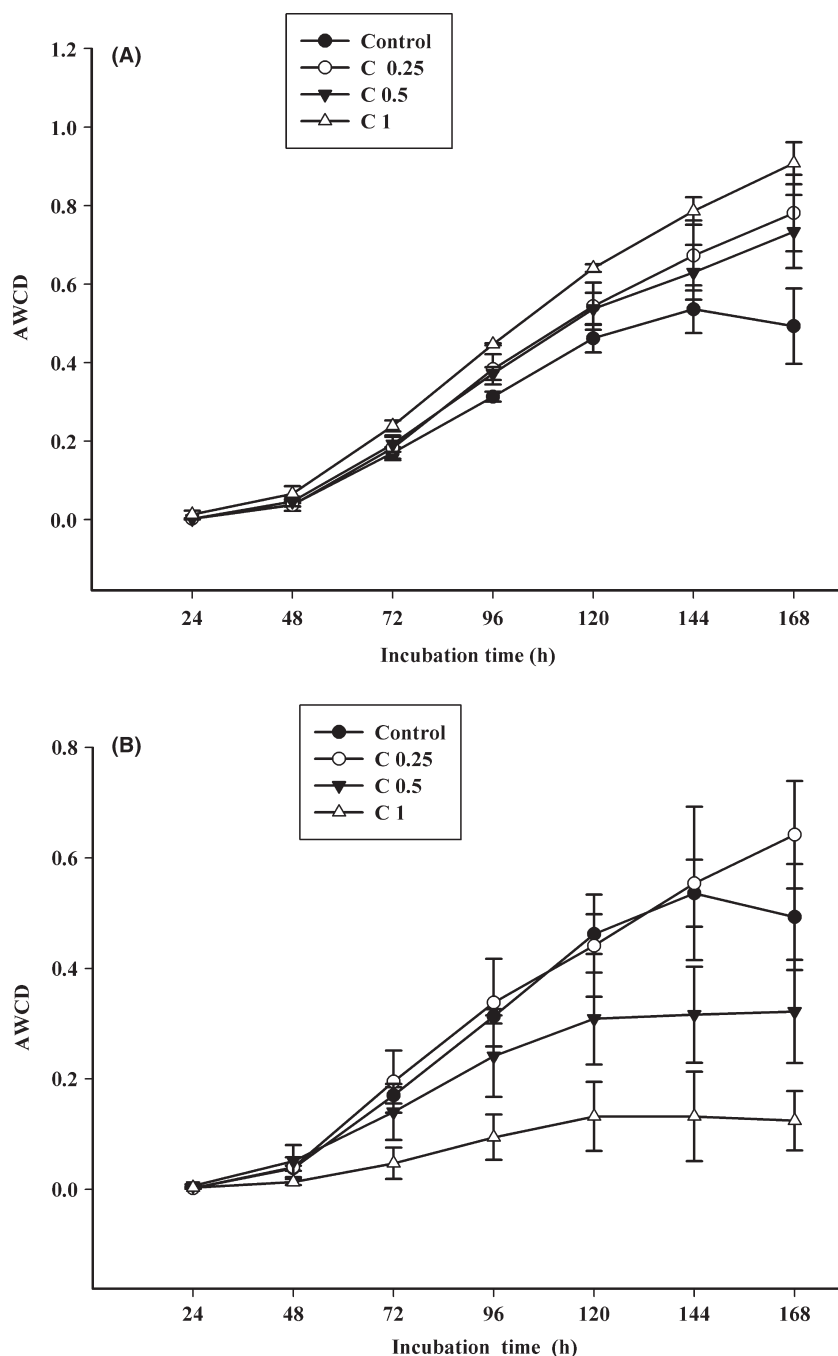 (A)
Control
C 0.25
C 0.5
C 1
1.2
1.0
0.8
0.6
0.4
0.2
0.0
AWCD
24 48 72 96 120 144 168
Incubation time (h)
(B)
Control
C 0.25
C 0.5
C 1
0.8
0.6
0.4
0.2
0.0
AWCD
24 48 72 96 120 144 168
Incubation time (h)